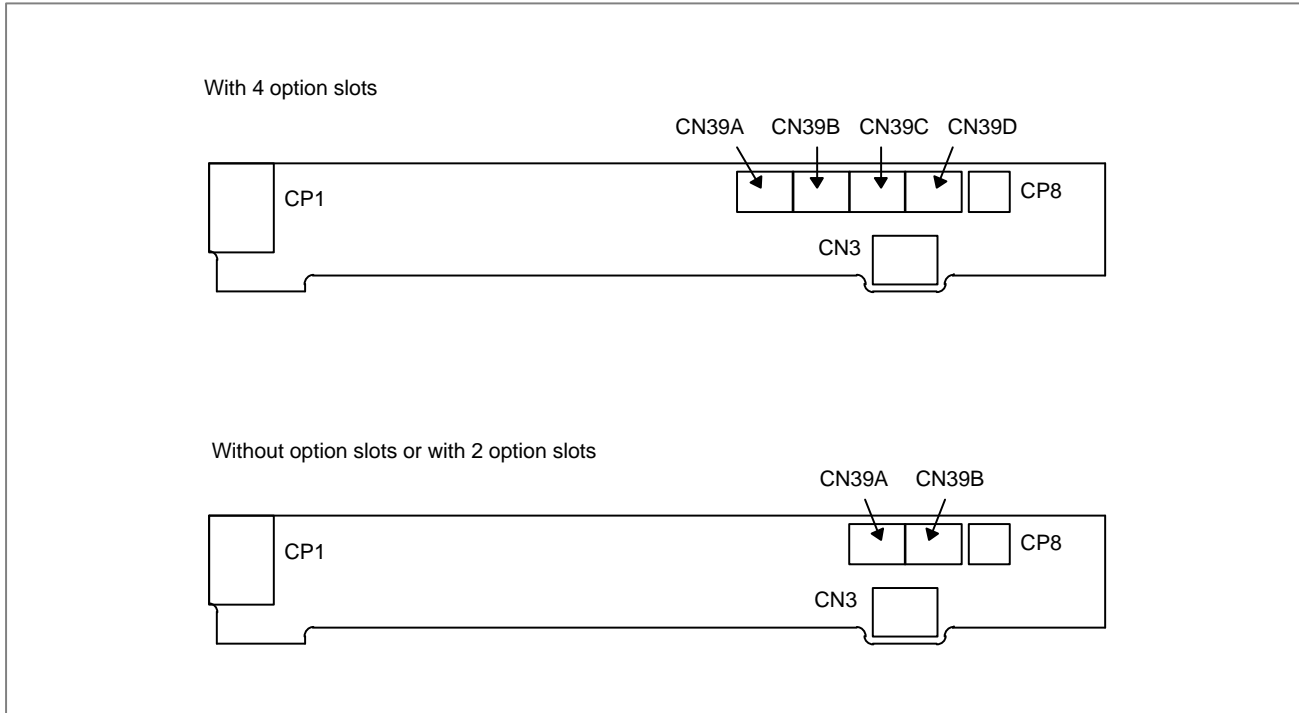 With 4 option slots
CN39A CN39B CN39C CN39D
CP1
CP8
CN3
Without option slots or with 2 option slots
CN39A CN39B
CP1
CP8
CN3